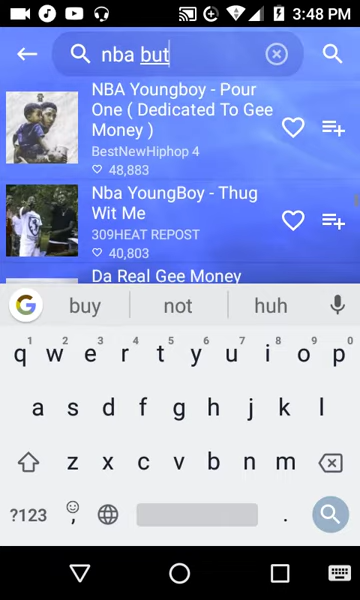 3:48 PM
nba but
NBA Youngboy - Pour
One ( Dedicated To Gee
Money )
BestNewHiphop 4
48,883
Nba YoungBoy - Thug
Wit Me
309HEAT REPOST
40,803
Da Real Gee Money
buy not huh
1 2 3 4 5 6 7 8 9 0
q w e r t y u i o p
a s d f g h j k l
z x c v b n m
?123 , .